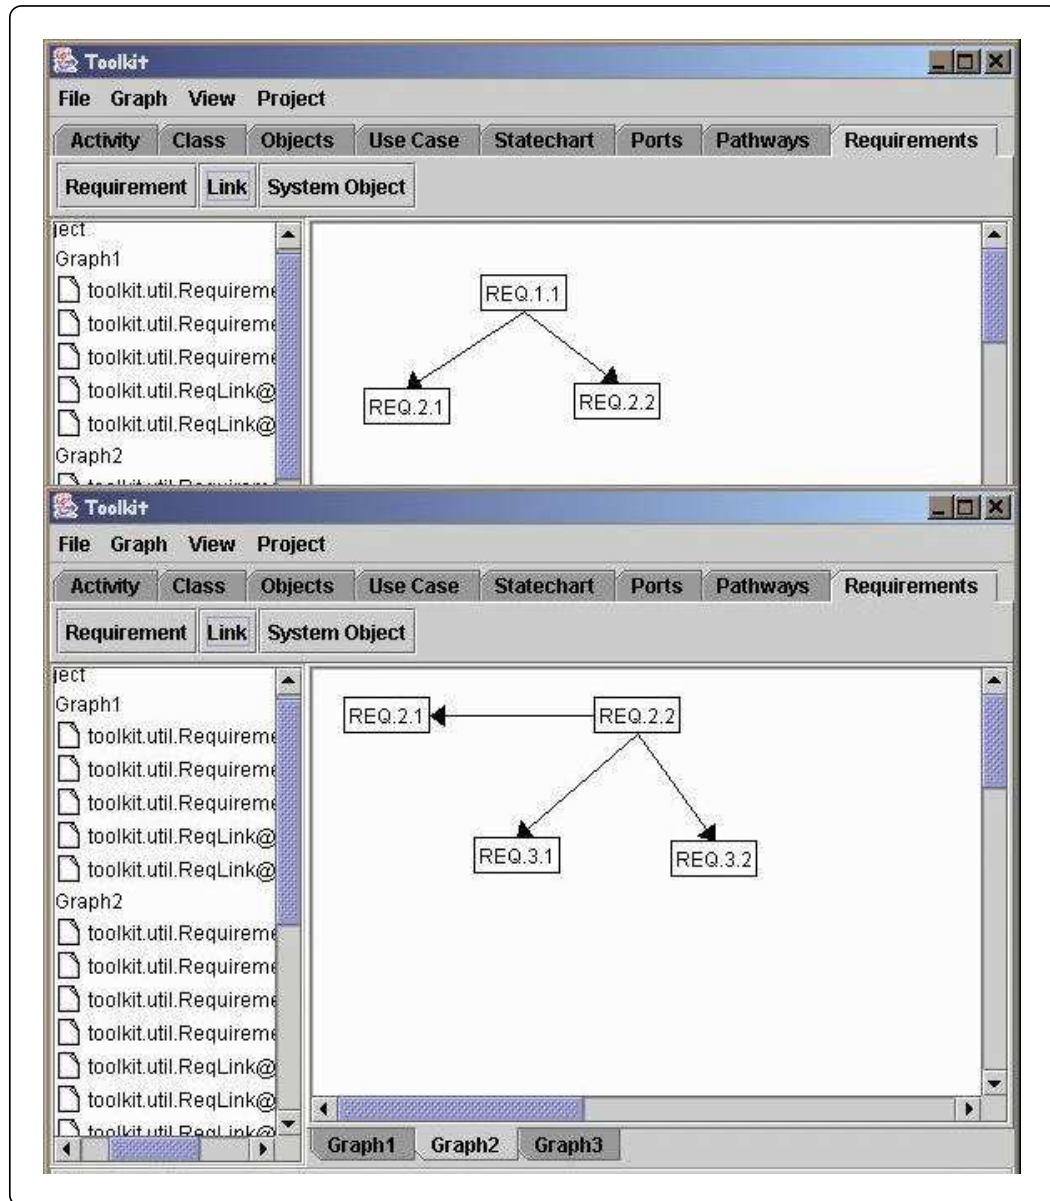 Toolkit
File Graph View Project
Activity Class Objects Use Case Statechart Ports Pathways Requirements
Requirement Link System Object
ject
Graph1
toolkit.util.Requireme
toolkit.util.Requireme
toolkit.util.Requireme
toolkit.util.ReqLink@
toolkit.util.ReqLink@
Graph2
REQ.1.1
REQ.2.1
REQ.2.2
Toolkit
File Graph View Project
Activity Class Objects Use Case Statechart Ports Pathways Requirements
Requirement Link System Object
ject
Graph1
toolkit.util.Requireme
toolkit.util.Requireme
toolkit.util.Requireme
toolkit.util.ReqLink@
toolkit.util.ReqLink@
Graph2
toolkit.util.Requireme
toolkit.util.Requireme
toolkit.util.Requireme
toolkit.util.Requireme
toolkit.util.ReqLink@
toolkit.util.ReqLink@
toolkit.util.ReqLink@
REQ.2.1
REQ.2.2
REQ.3.1
REQ.3.2
Graph1 Graph2 Graph3